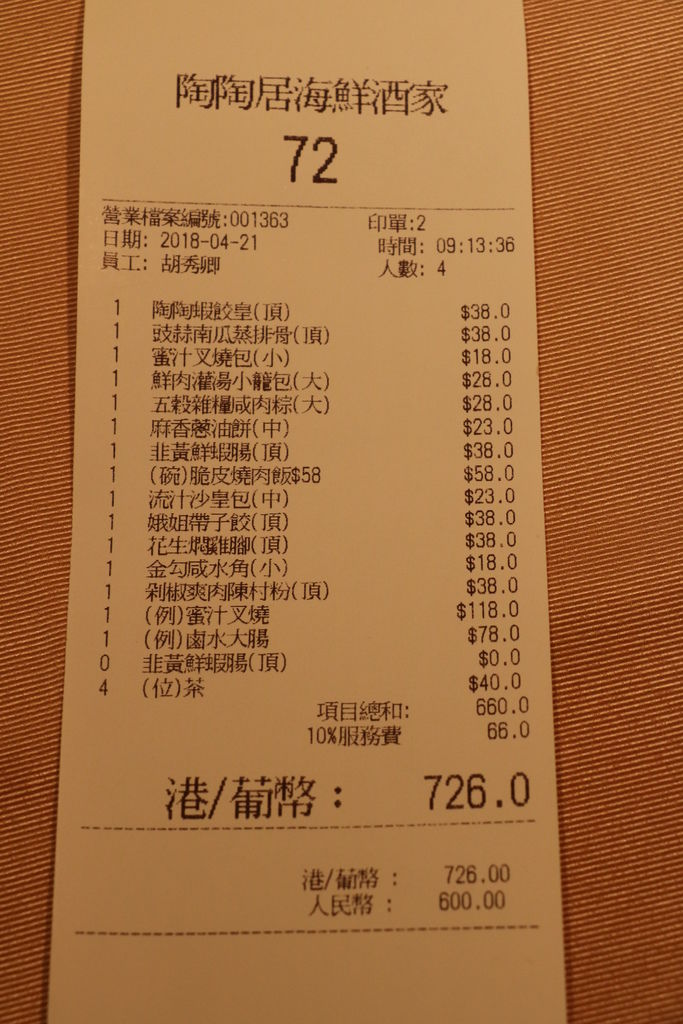 陶陶居海鮮酒家
72
營業檔案編號:001363 印單:2
日期: 2018-04-21 時間: 09:13:36
員工: 胡秀卿 人數: 4
1 陶陶蝦餃皇(頂) $38.0
1 豉蒜南瓜蒸排骨(頂) $38.0
1 蜜汁叉燒包(小) $18.0
1 鮮肉灌湯小籠包(大) $28.0
1 五穀雜糧咸肉粽(大) $28.0
1 麻香蔥油餅(中) $23.0
1 韭黃鮮蝦腸(頂) $38.0
1 (碗)脆皮燒肉飯$58 $58.0
1 流汁沙皇包(中) $23.0
1 娥姐帶子餃(頂) $38.0
1 花生燜雞腳(頂) $38.0
1 金勾咸水角(小) $18.0
1 剁椒爽肉陳村粉(頂) $38.0
1 (例)蜜汁叉燒 $118.0
1 (例)鹵水大腸 $78.0
0 韭黃鮮蝦腸(頂) $0.0
4 (位)茶 $40.0
項目總和: 660.0
10%服務費 66.0
港/葡幣: 726.0
港/葡幣: 726.00
人民幣: 600.00